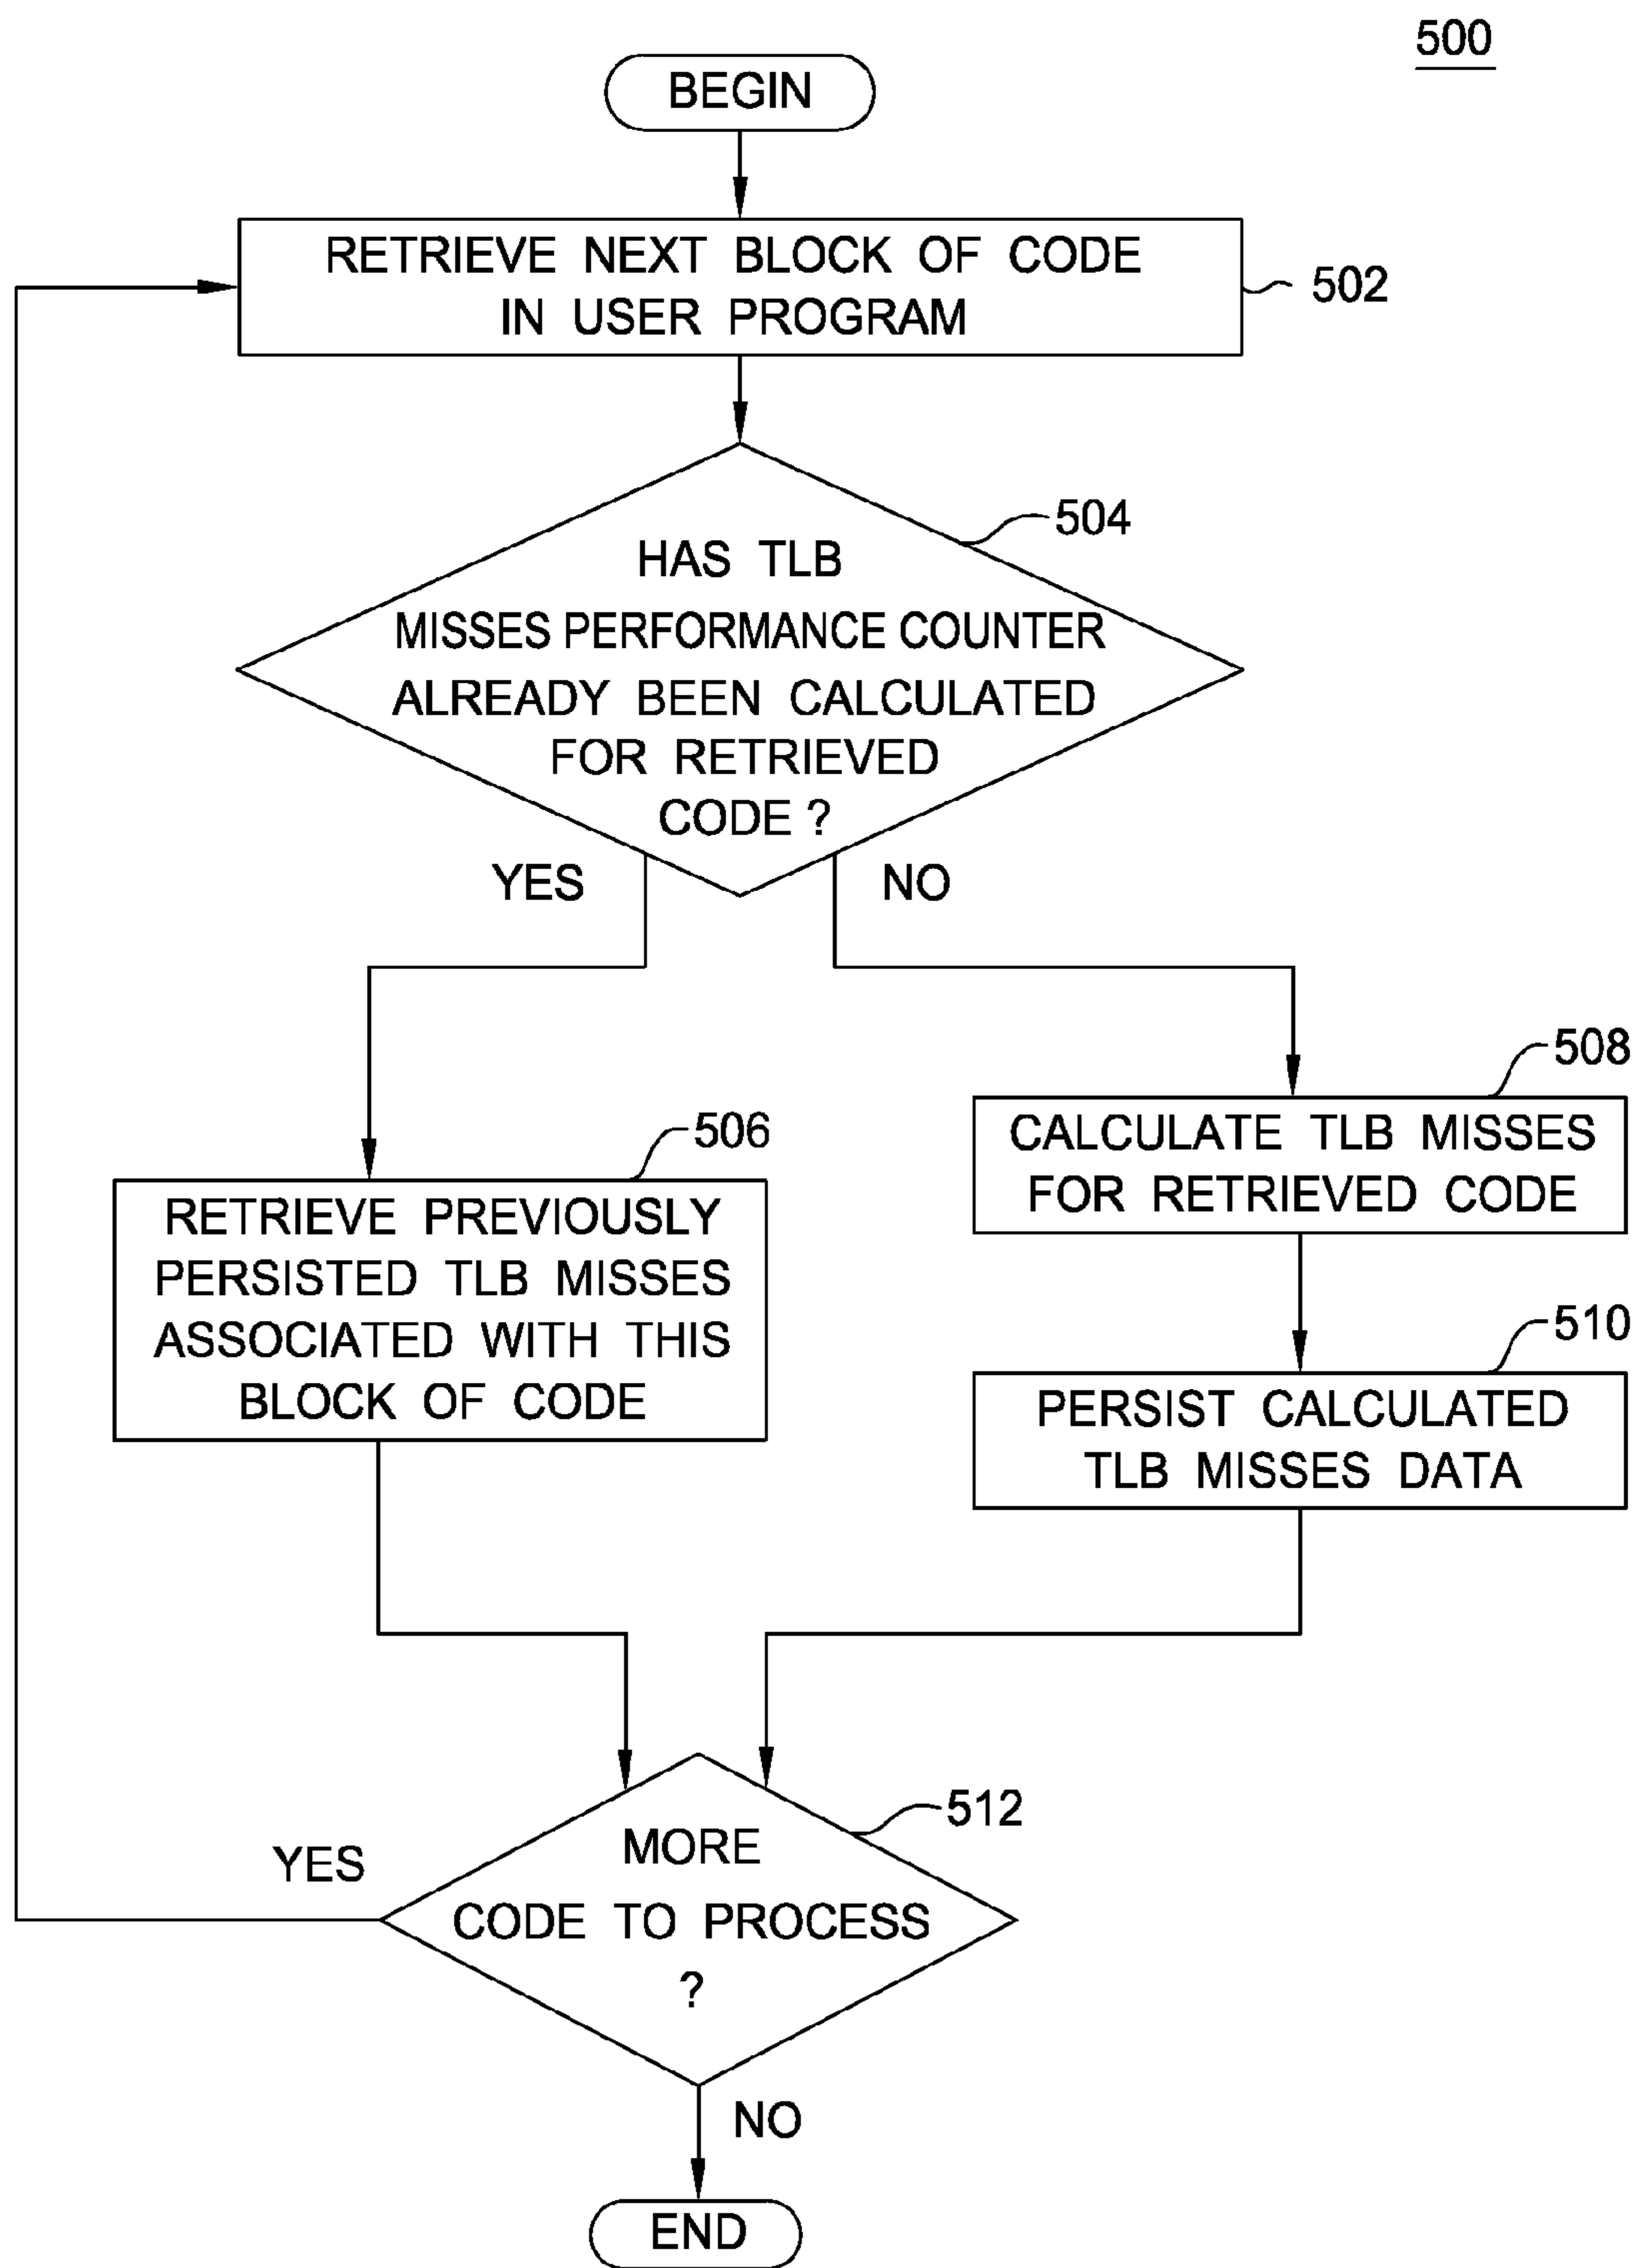 500
BEGIN
RETRIEVE NEXT BLOCK OF CODE
IN USER PROGRAM
502
504
HAS TLB
MISSES PERFORMANCE COUNTER
ALREADY BEEN CALCULATED
FOR RETRIEVED
CODE ?
YES
NO
506
RETRIEVE PREVIOUSLY
PERSISTED TLB MISSES
ASSOCIATED WITH THIS
BLOCK OF CODE
508
CALCULATE TLB MISSES
FOR RETRIEVED CODE
510
PERSIST CALCULATED
TLB MISSES DATA
512
MORE
CODE TO PROCESS
?
YES
NO
END